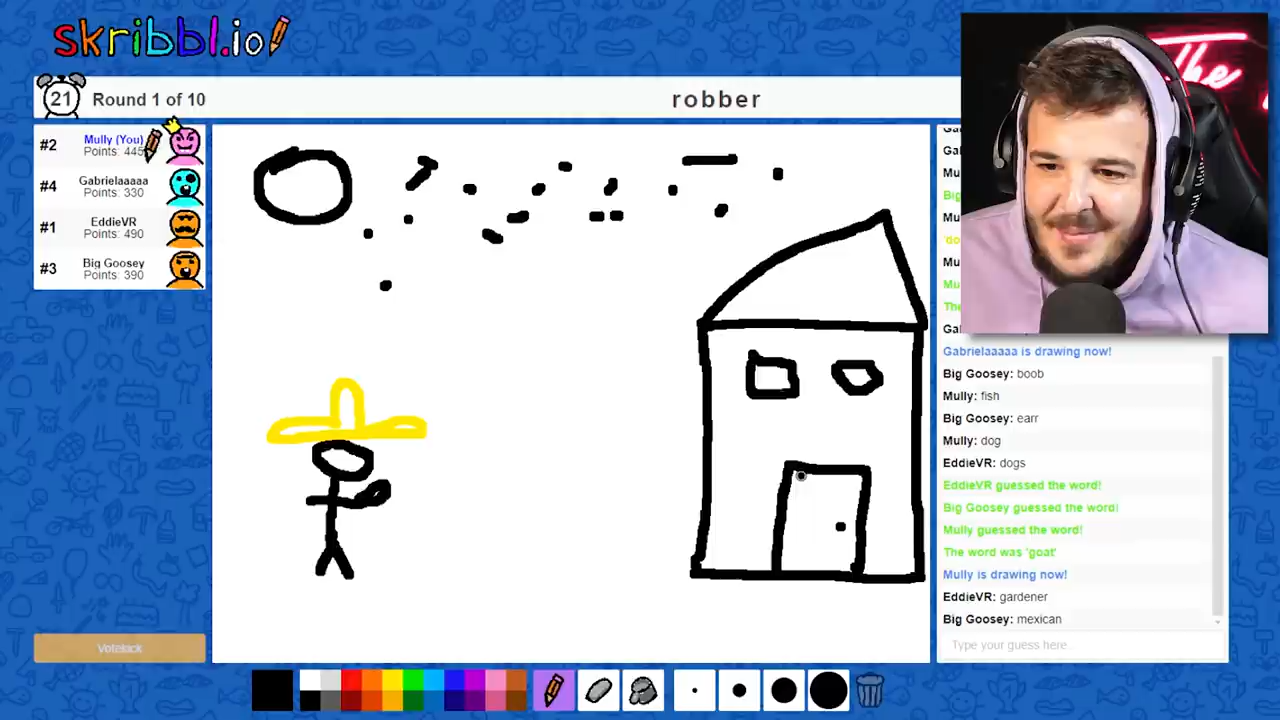 skribbl.io
21 Round 1 of 10
robber
#2 Mully (You)
Points: 445
#4 Gabrielaaaaa
Points: 330
#1 EddieVR
Points: 490
#3 Big Goosey
Points: 390
The
Gabrielaaaaa is drawing now!
Big Goosey: boob
Mully: fish
Big Goosey: earr
Mully: dog
EddieVR: dogs
EddieVR guessed the word!
Big Goosey guessed the word!
Mully guessed the word!
The word was 'goat'
Mully is drawing now!
EddieVR: gardener
Big Goosey: mexican
Votekick
Type your guess here...